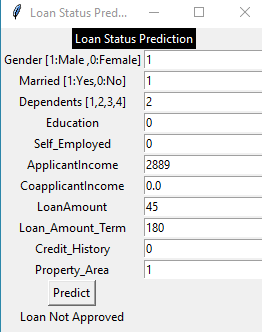 Loan Status Pred...
Loan Status Prediction
Gender [1:Male ,0:Female] 1
Married [1:Yes,0:No] 1
Dependents [1,2,3,4] 2
Education 0
Self_Employed 0
ApplicantIncome 2889
CoapplicantIncome 0.0
LoanAmount 45
Loan_Amount_Term 180
Credit_History 0
Property_Area 1
Predict
Loan Not Approved